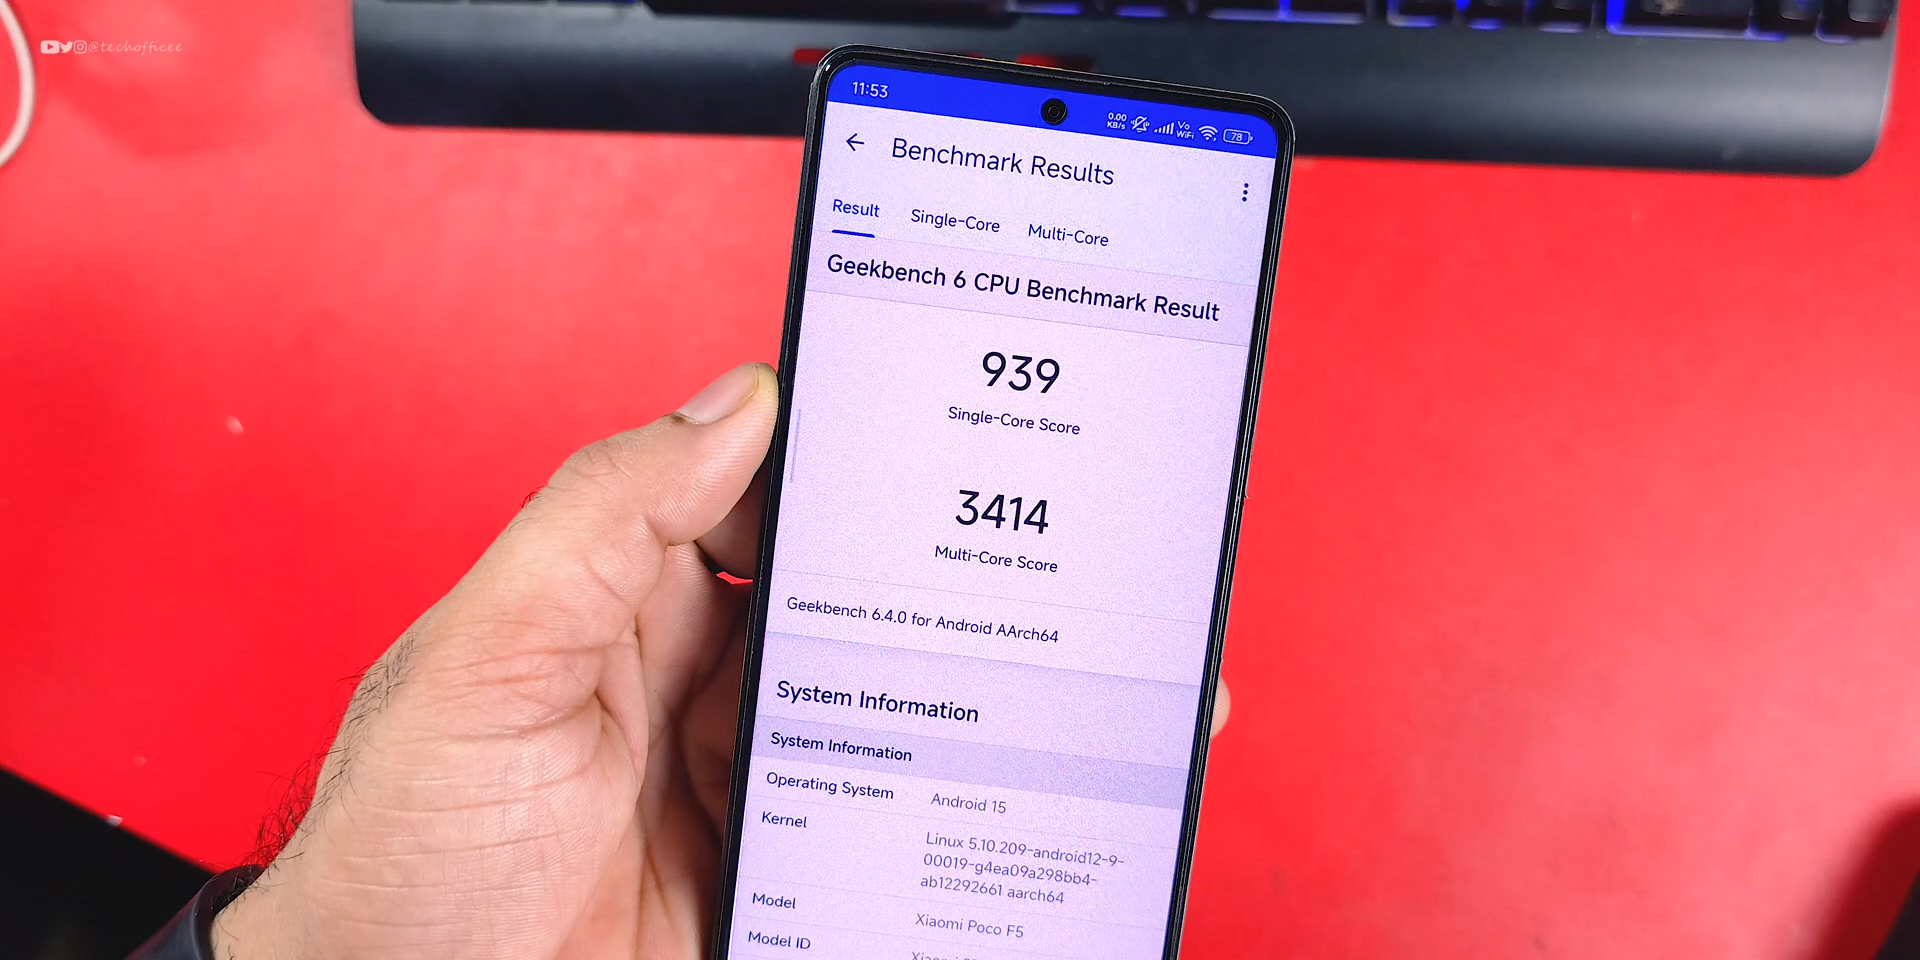 @techofficee
11:53
0.00
KB/s
Vo
WiFi
78
Benchmark Results
Result Single-Core Multi-Core
Geekbench 6 CPU Benchmark Result
939
Single-Core Score
3414
Multi-Core Score
Geekbench 6.4.0 for Android AArch64
System Information
System Information
Operating System Android 15
Kernel Linux 5.10.209-android12-9-
00019-g4ea09a298bb4-
ab12292661 aarch64
Model Xiaomi Poco F5
Model ID